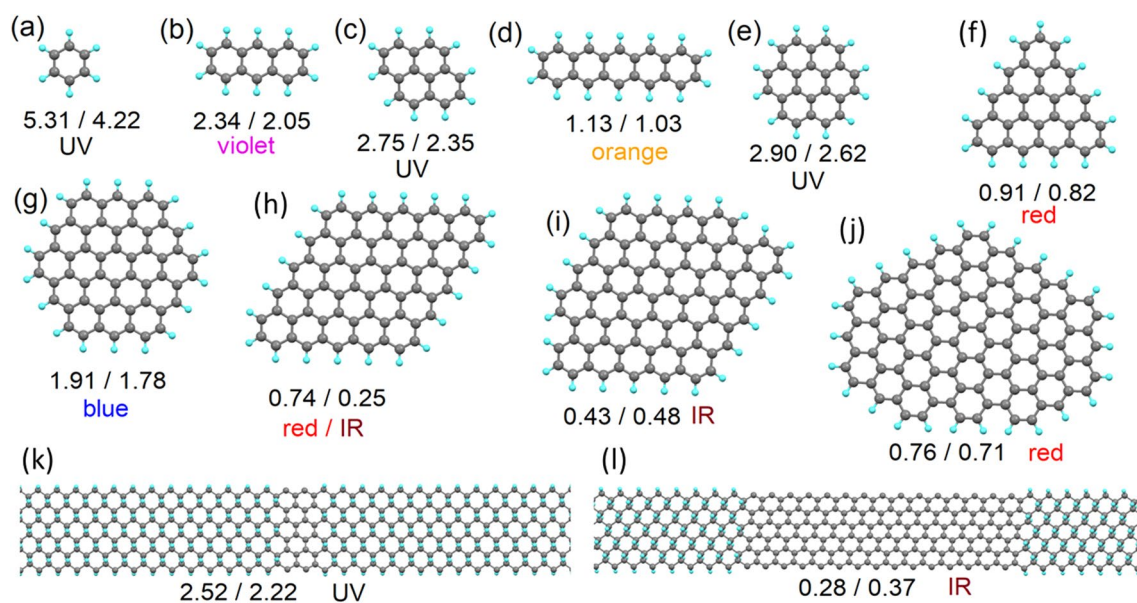 (a)
5.31 / 4.22
UV
(b)
2.34 / 2.05
violet
(c)
2.75 / 2.35
UV
(d)
1.13 / 1.03
orange
(e)
2.90 / 2.62
UV
(f)
0.91 / 0.82
red
(g)
1.91 / 1.78
blue
(h)
0.74 / 0.25
red / IR
(i)
0.43 / 0.48 IR
(j)
0.76 / 0.71 red
(k)
2.52 / 2.22 UV
(l)
0.28 / 0.37 IR